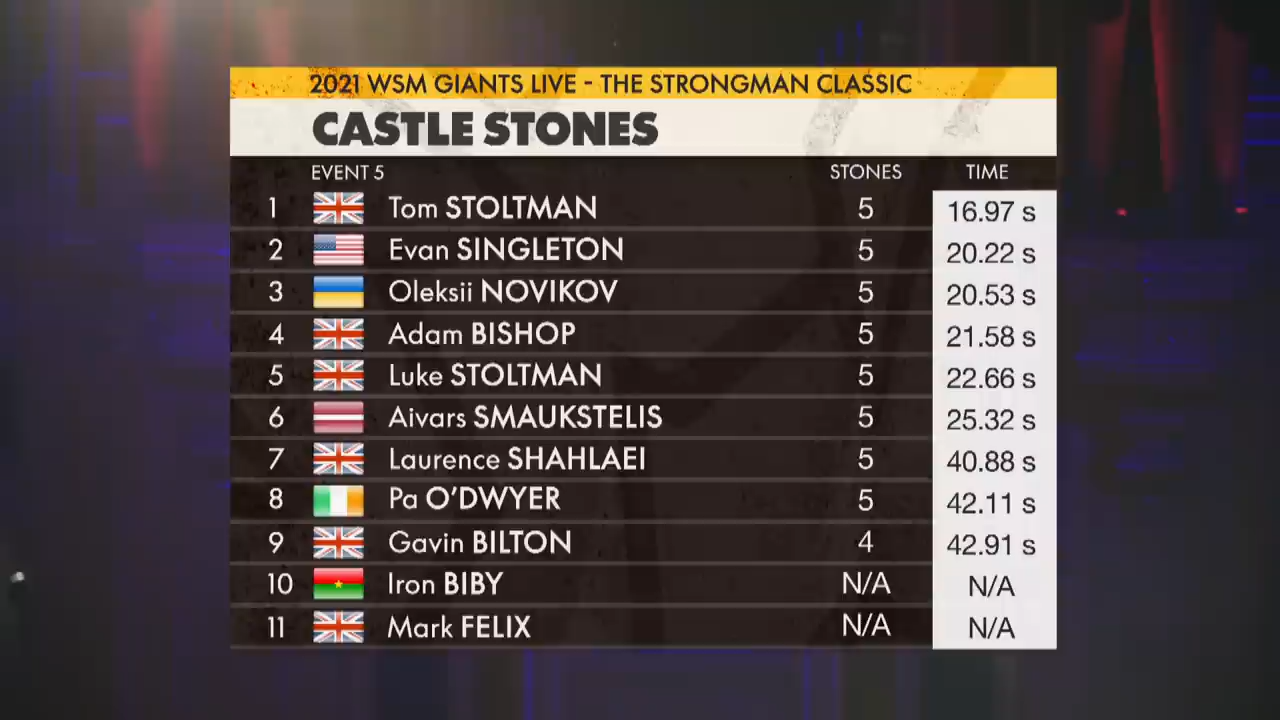 2021 WSM GIANTS LIVE - THE STRONGMAN CLASSIC
CASTLE STONES
EVENT 5 STONES TIME
1 Tom STOLTMAN 5 16.97 s
2 Evan SINGLETON 5 20.22 s
3 Oleksii NOVIKOV 5 20.53 s
4 Adam BISHOP 5 21.58 s
5 Luke STOLTMAN 5 22.66 s
6 Aivars SMAUKSTELIS 5 25.32 s
7 Laurence SHAHLAEI 5 40.88 s
8 Pa O'DWYER 5 42.11 s
9 Gavin BILTON 4 42.91 s
10 Iron BIBY N/A N/A
11 Mark FELIX N/A N/A